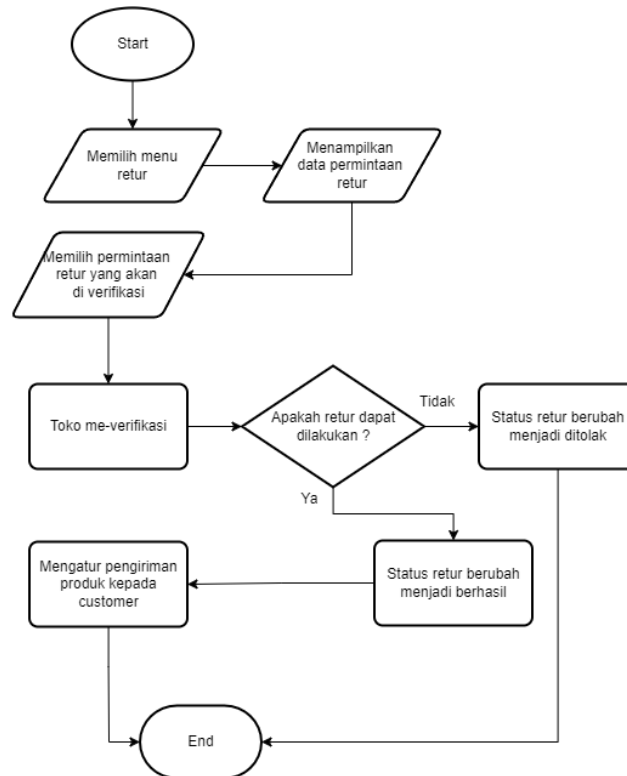 Start
Memilih menu
retur
Menampilkan
data permintaan
retur
Memilih permintaan
retur yang akan
di verifikasi
Toko me-verifikasi
Apakah retur dapat
dilakukan ?
Tidak
Status retur berubah
menjadi ditolak
Ya
Status retur berubah
menjadi berhasil
Mengatur pengiriman
produk kepada
customer
End